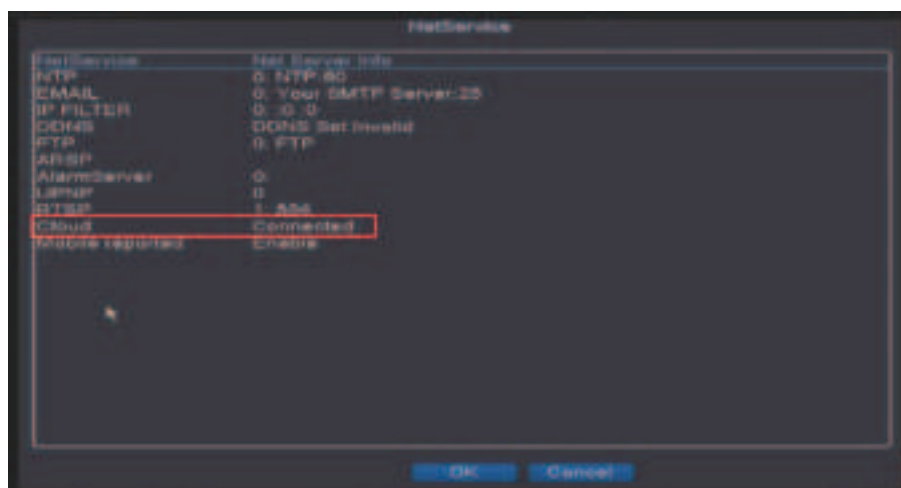 NetService
NetService Net Server Info
NTP 0: NTP:60
EMAIL 0: Your SMTP Server:25
IP FILTER 0: :0 :0
DDNS DDNS Set Invalid
FTP 0: FTP
ARSP
AlarmServer 0:
UPNP 0
RTSP 1: 554
Cloud Connected
Mobile reported Enable
OK Cancel